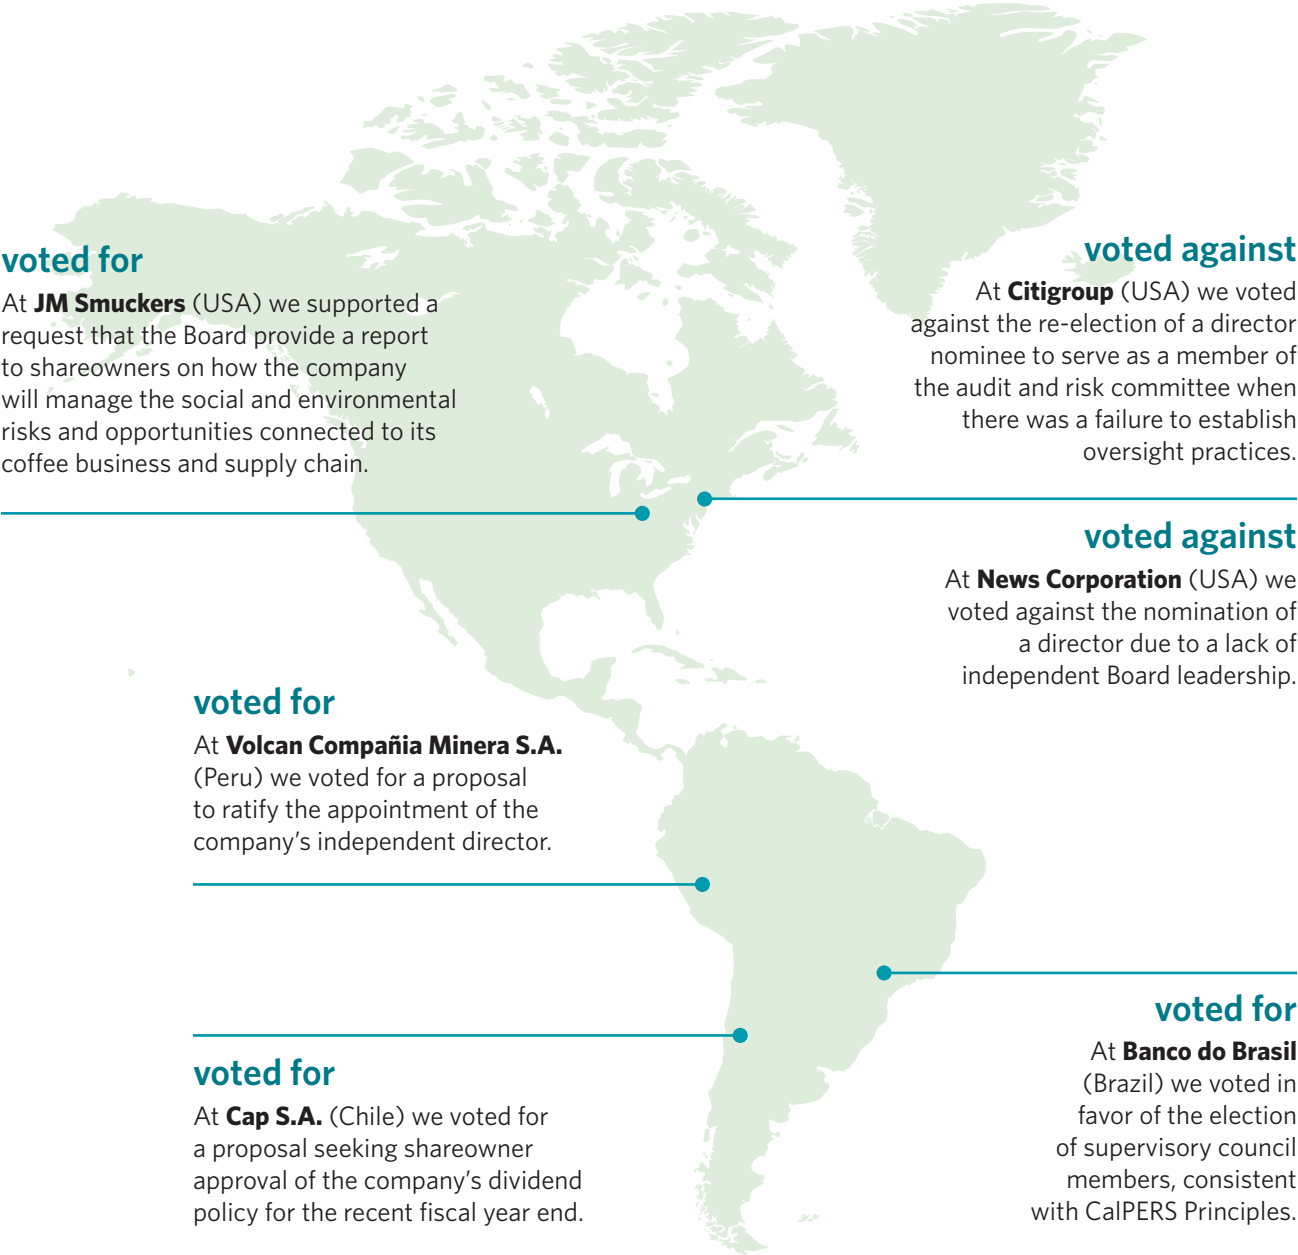 voted for
At JM Smuckers (USA) we supported a
request that the Board provide a report
to shareowners on how the company
will manage the social and environmental
risks and opportunities connected to its
coffee business and supply chain.
voted against
At Citigroup (USA) we voted
against the re-election of a director
nominee to serve as a member of
the audit and risk committee when
there was a failure to establish
oversight practices.
voted against
At News Corporation (USA) we
voted against the nomination of
a director due to a lack of
independent Board leadership.
voted for
At Volcan Compañia Minera S.A.
(Peru) we voted for a proposal
to ratify the appointment of the
company’s independent director.
voted for
At Cap S.A. (Chile) we voted for
a proposal seeking shareowner
approval of the company’s dividend
policy for the recent fiscal year end.
voted for
At Banco do Brasil
(Brazil) we voted in
favor of the election
of supervisory council
members, consistent
with CalPERS Principles.